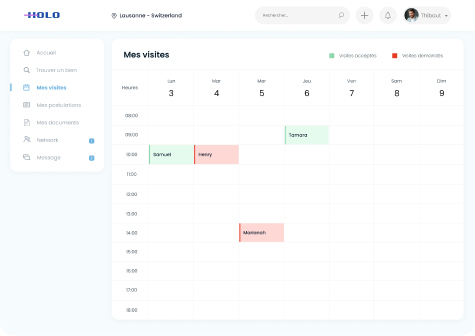 HOLO
Lausanne - Switzerland
Rechercher...
Thibaut
Accueil
Trouver un bien
Mes visites
Mes postulations
Mes documents
Network
Message
Mes visites
Visites acceptés
Visites démandés
Heures
Lun
3
Mar
4
Mar
5
Jeu
6
Ven
7
Sam
8
Dim
9
08:00
09:00
Tamara
10:00
Samuel
Henry
11:00
12:00
13:00
14:00
Marianah
15:00
16:00
17:00
18:00